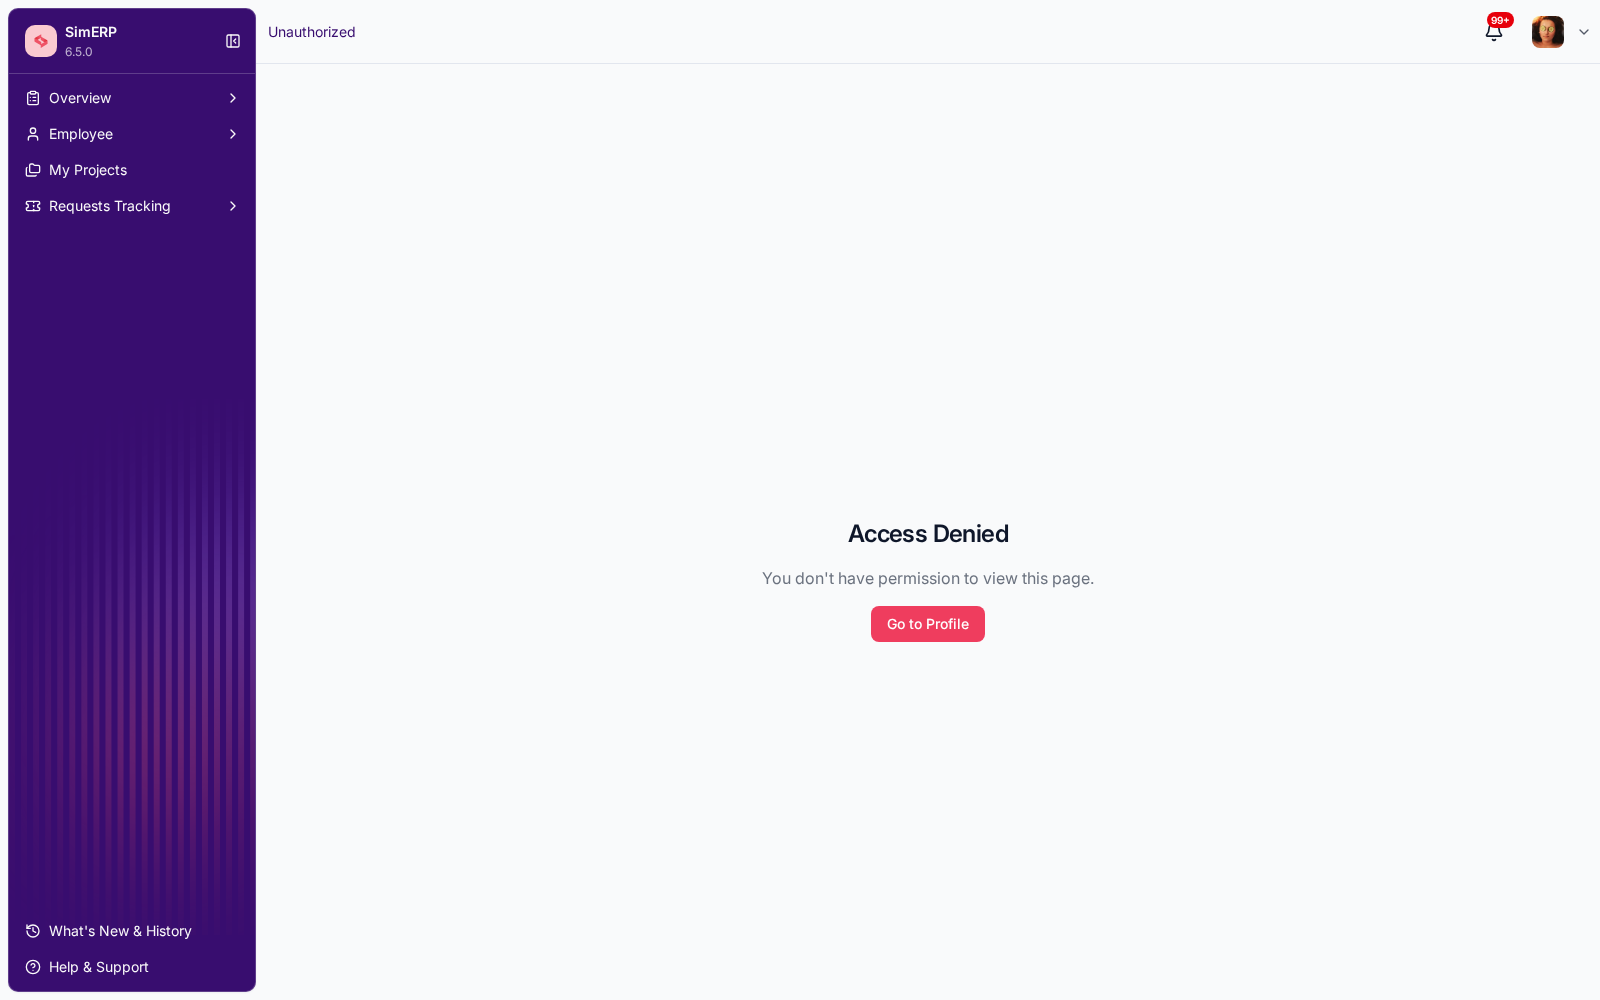 SimERP
6.5.0
Overview
Employee
My Projects
Requests Tracking
What's New & History
Help & Support
Unauthorized
99+
Access Denied
You don't have permission to view this page.
Go to Profile